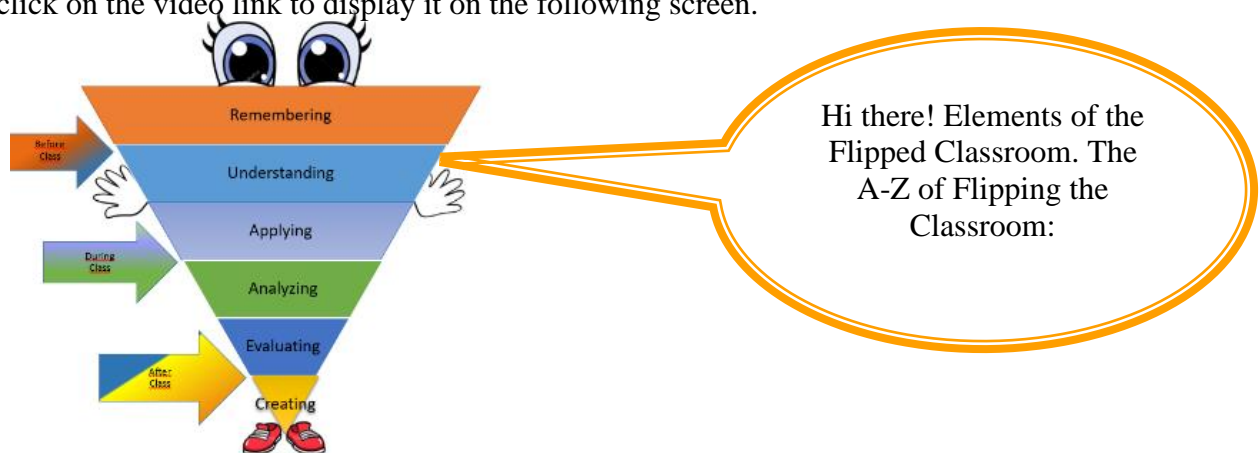 click on the video link to display it on the following screen.
Remembering
Before
Class
Understanding
Applying
During
Class
Analyzing
Evaluating
After
Class
Creating
Hi there! Elements of the
Flipped Classroom. The
A-Z of Flipping the
Classroom: